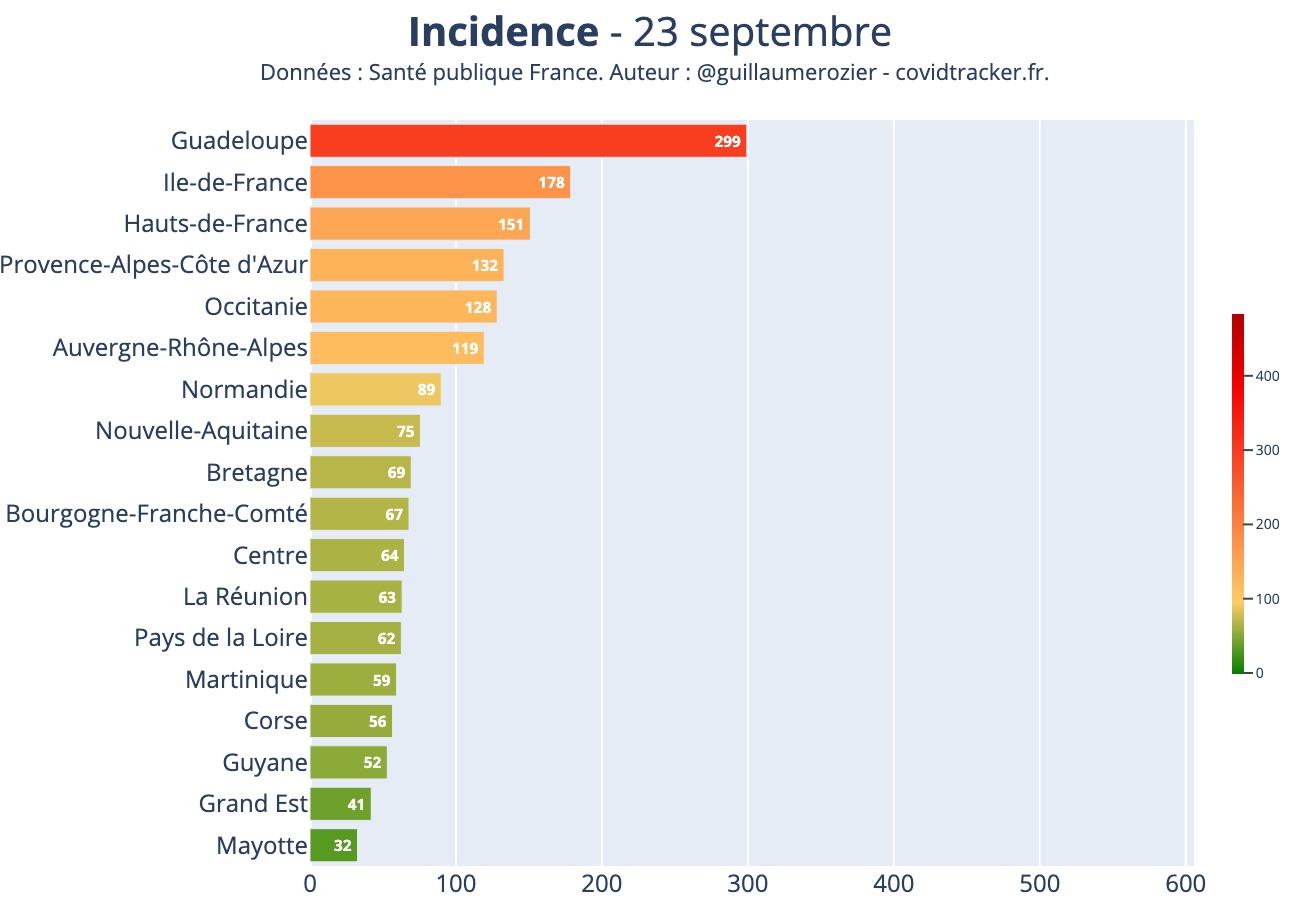 Incidence - 23 septembre
Données : Santé publique France. Auteur : @guillaumerozier - covidtracker.fr.
Guadeloupe 299
Ile-de-France 178
Hauts-de-France 151
Provence-Alpes-Côte d'Azur 132
Occitanie 128
Auvergne-Rhône-Alpes 119
Normandie 89
Nouvelle-Aquitaine 75
Bretagne 69
Bourgogne-Franche-Comté 67
Centre 64
La Réunion 63
Pays de la Loire 62
Martinique 59
Corse 56
Guyane 52
Grand Est 41
Mayotte 32
0 100 200 300 400 500 600
400
300
200
100
0